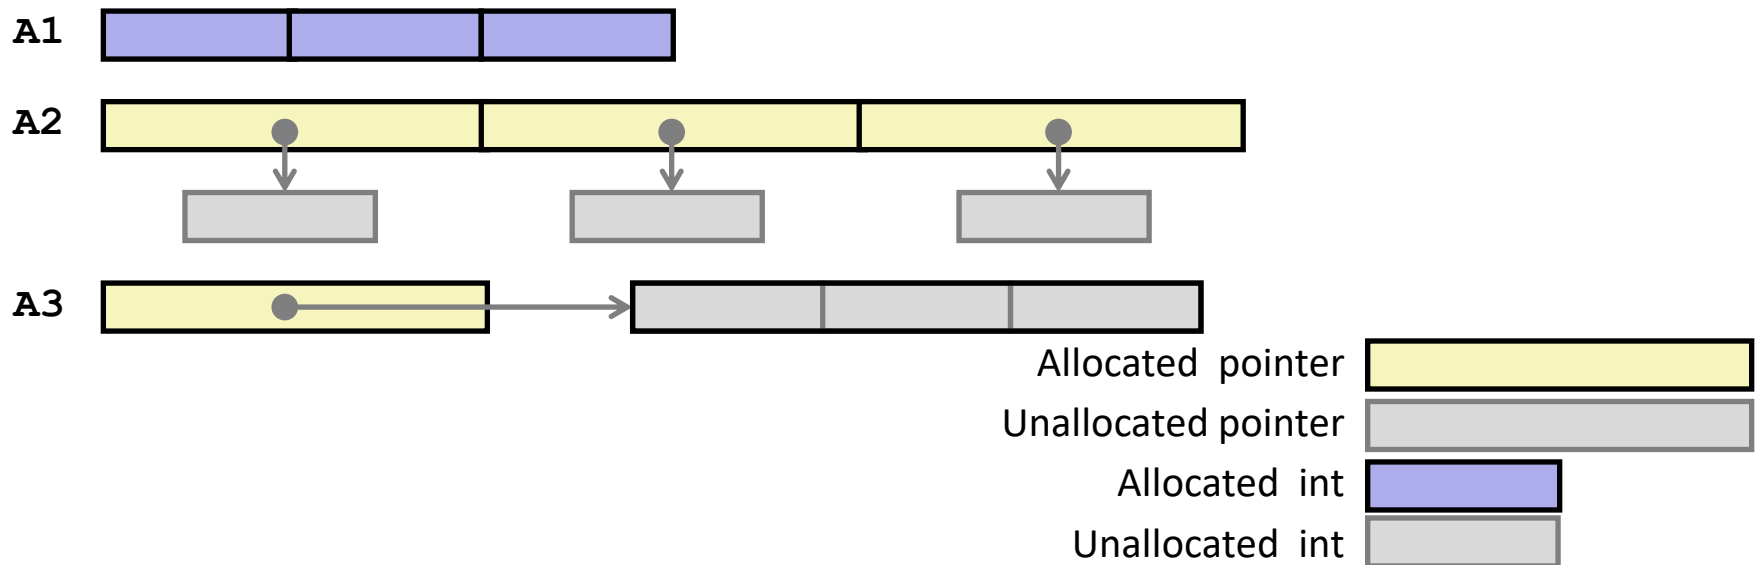 A1
A2
A3
Allocated pointer
Unallocated pointer
Allocated int
Unallocated int